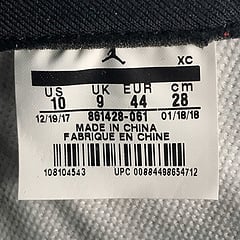 XC
US UK EUR cm
10 9 44 28
12/19/17 861428-061 01/18/18
MADE IN CHINA
FABRIQUE EN CHINE
108104543 UPC 00884498654712